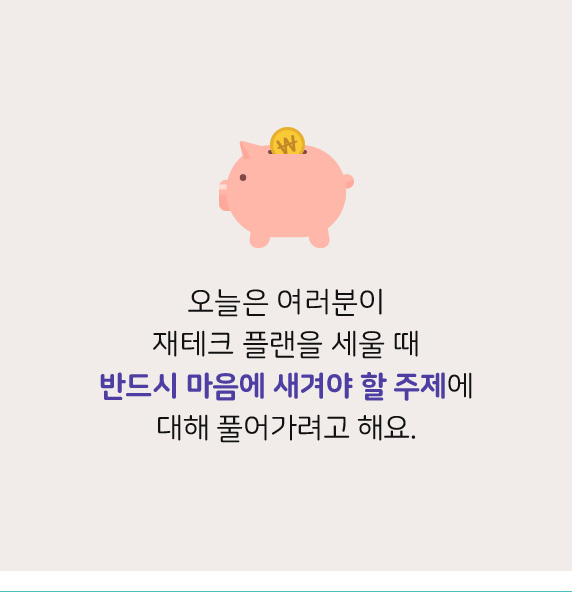 ₩
오늘은 여러분이
재테크 플랜을 세울 때
반드시 마음에 새겨야 할 주제에
대해 풀어가려고 해요.